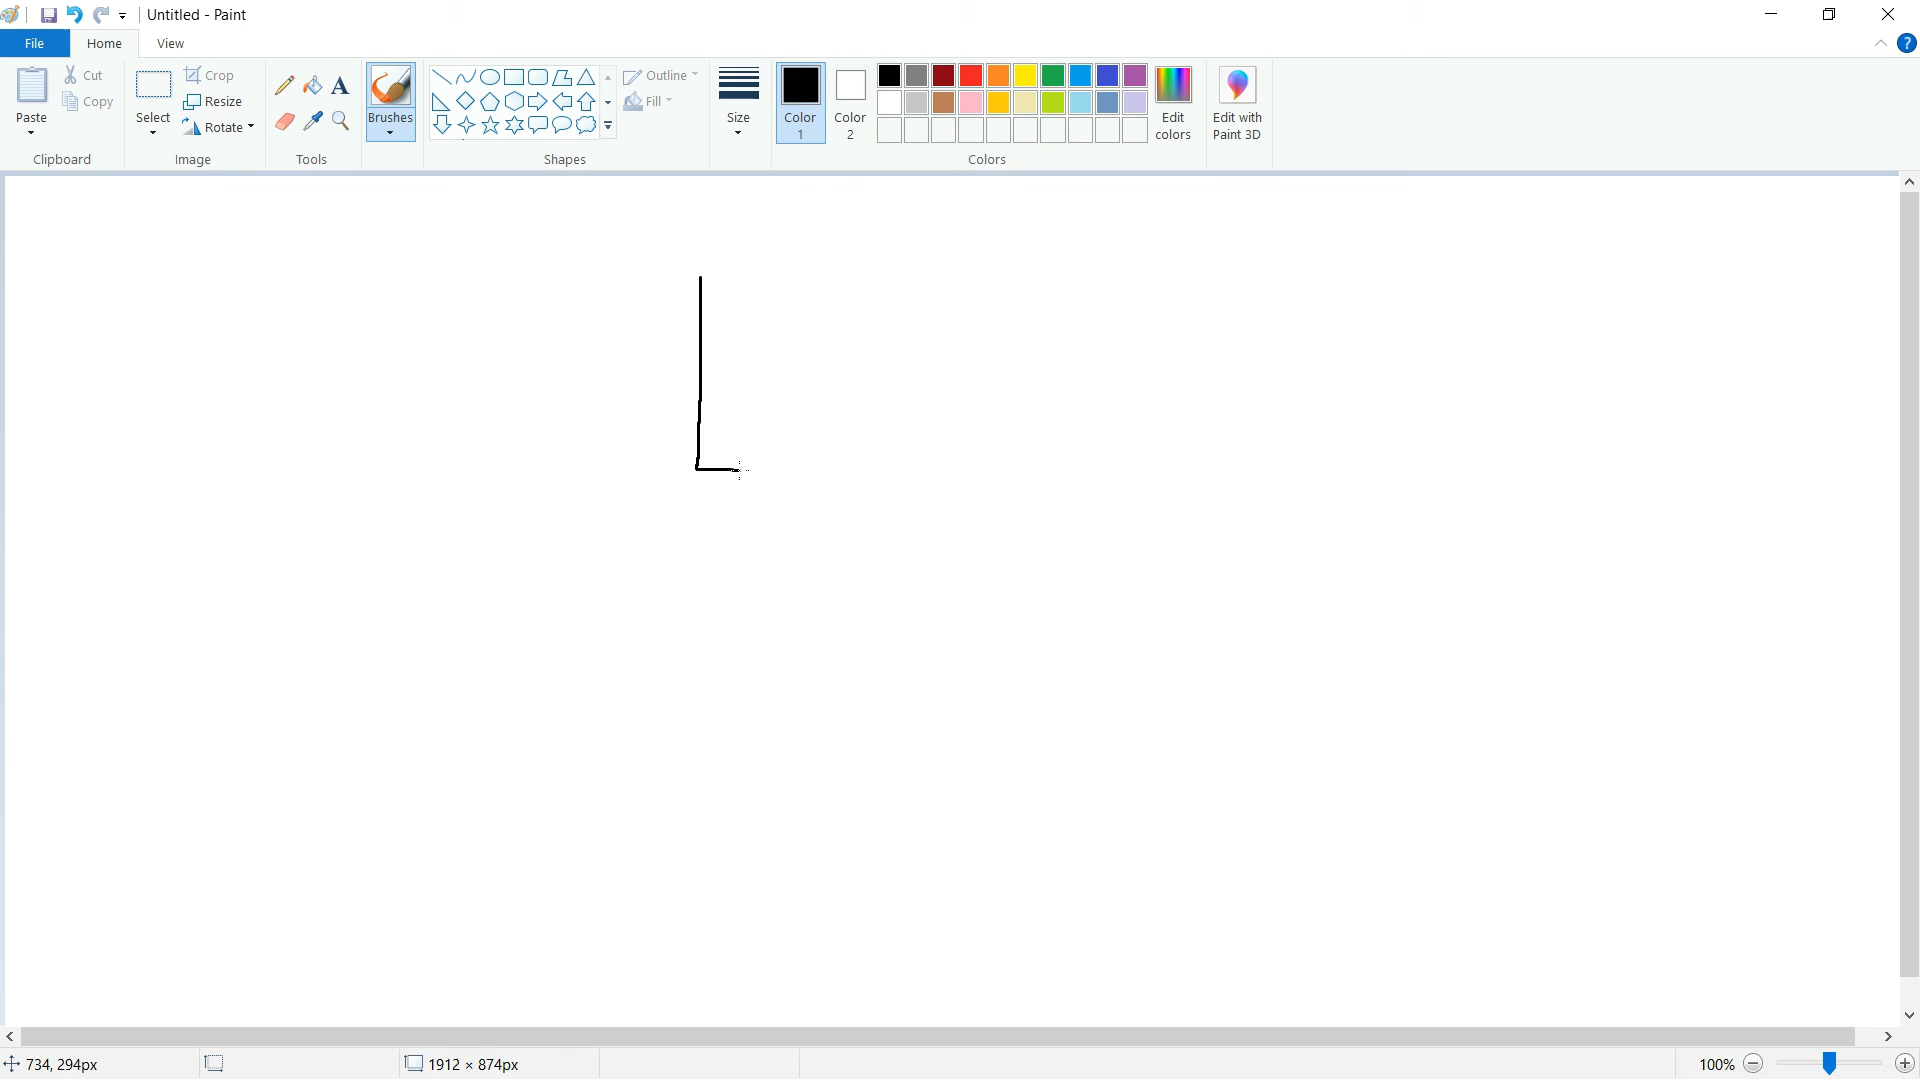 Untitled - Paint
File Home View
Paste
Cut
Copy
Clipboard
Select
Crop
Resize
Rotate
Image
A
Tools
Brushes
Shapes
Outline
Fill
Size
Color
1
Color
2
Colors
Edit
colors
Edit with
Paint 3D
?
734, 294px
1912 × 874px
100%